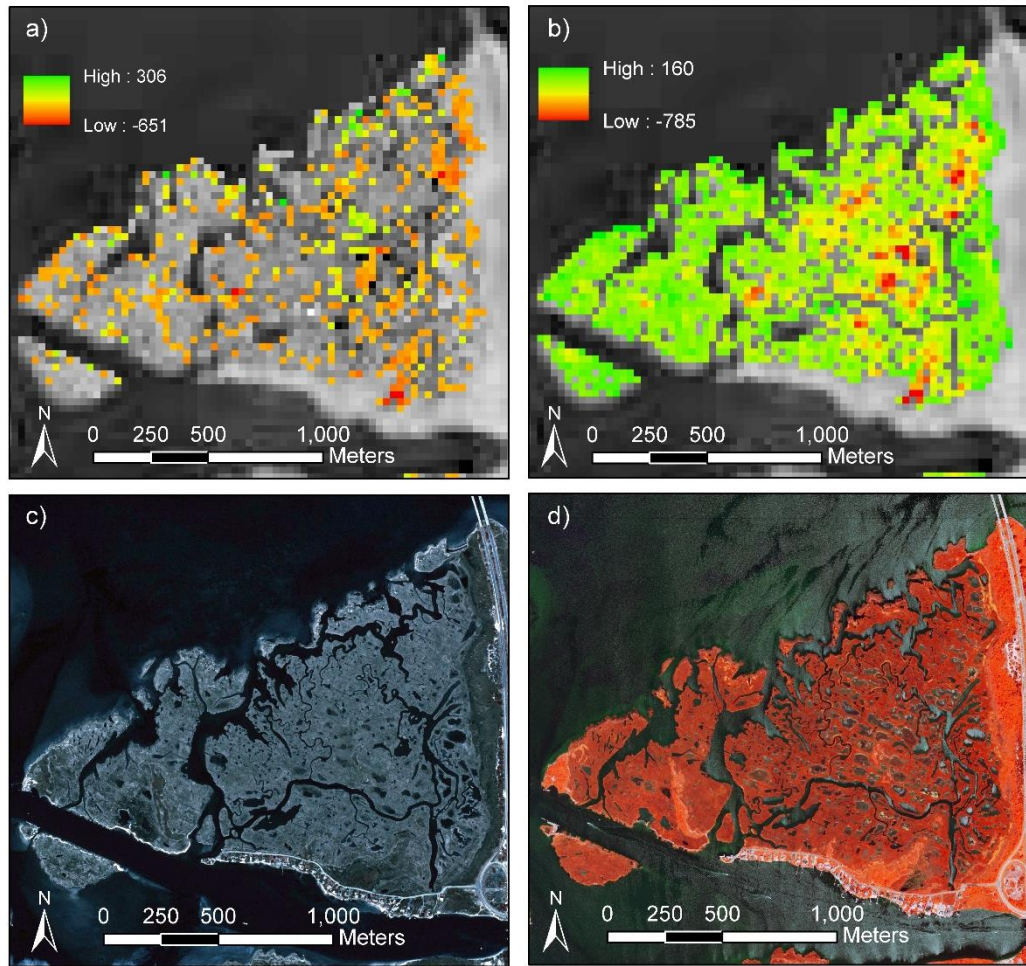 a)
High : 306
Low : -651
N
0 250 500 1,000
Meters
b)
High : 160
Low : -785
N
0 250 500 1,000
Meters
c)
N
0 250 500 1,000
Meters
d)
N
0 250 500 1,000
Meters